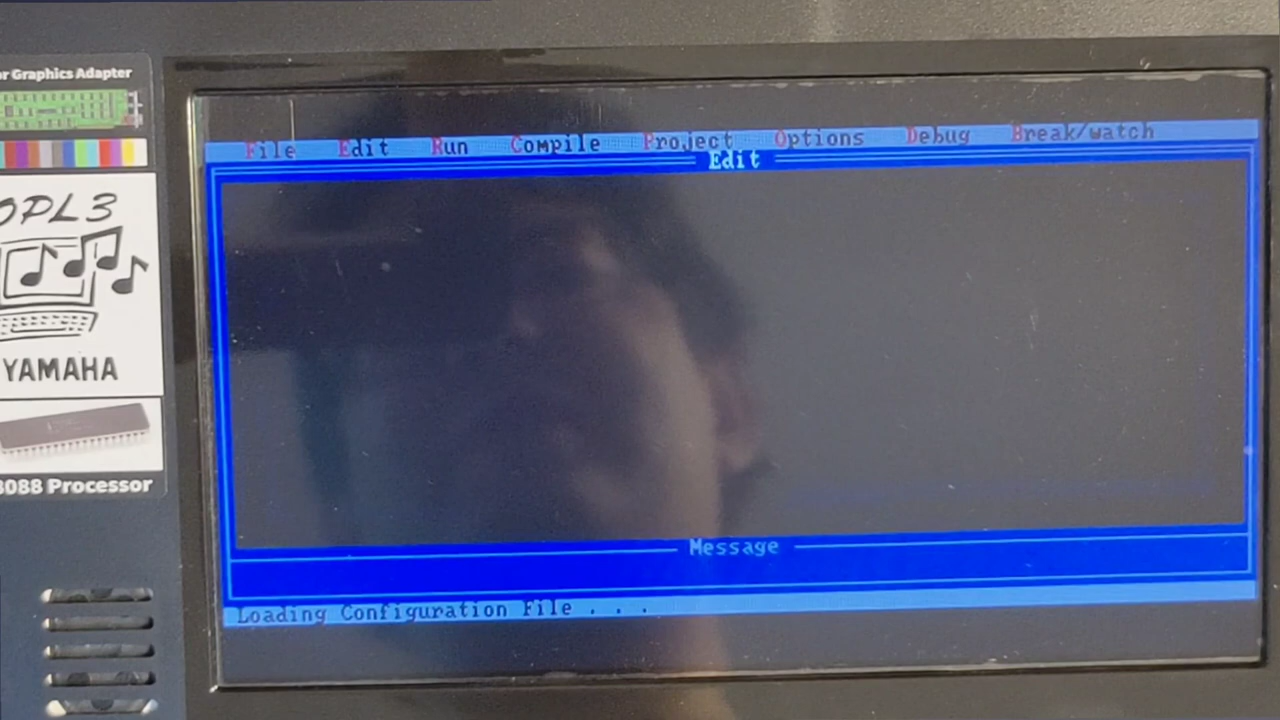 r Graphics Adapter
OPL3
YAMAHA
8088 Processor
File Edit Run Compile Project Options Debug Break/watch
Edit
Message
Loading Configuration File . . .